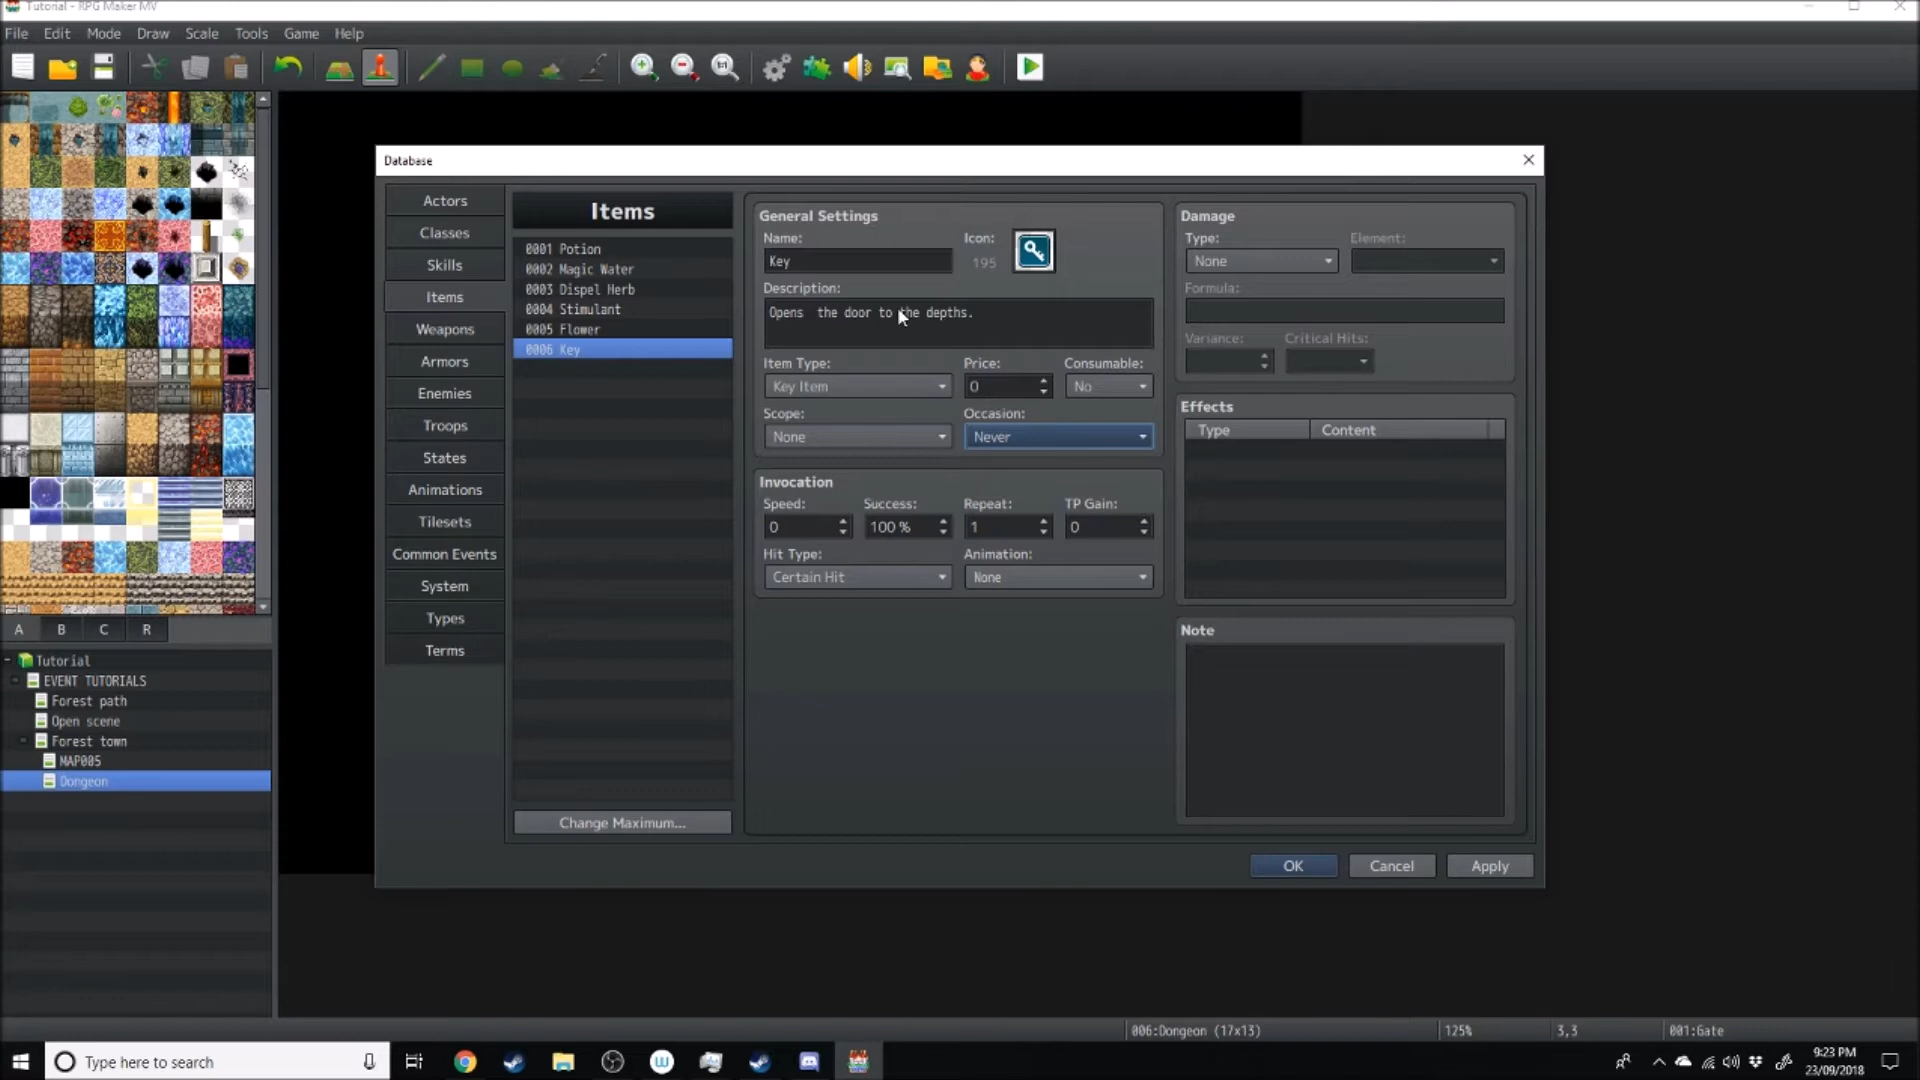 Tutorial - RPG Maker MV
File Edit Mode Draw Scale Tools Game Help
Database
Actors
Classes
Skills
Items
Weapons
Armors
Enemies
Troops
States
Animations
Tilesets
Common Events
System
Types
Terms
Items
0001 Potion
0002 Magic Water
0003 Dispel Herb
0004 Stimulant
0005 Flower
0006 Key
Change Maximum...
General Settings
Name:
Key
Icon:
195
Description:
Opens  the door to the depths.
Item Type: Price: Consumable:
Key Item 0 No
Scope: Occasion:
None Never
Invocation
Speed: Success: Repeat: TP Gain:
0 100 % 1 0
Hit Type: Animation:
Certain Hit None
Damage
Type: Element:
None
Formula:
Variance: Critical Hits:
Effects
Type Content
Note
OK Cancel Apply
A B C R
Tutorial
EVENT TUTORIALS
Forest path
Open scene
Forest town
MAP005
Dongeon
006:Dongeon (17x13) 125% 3,3 001:Gate
Type here to search
9:23 PM
23/09/2018